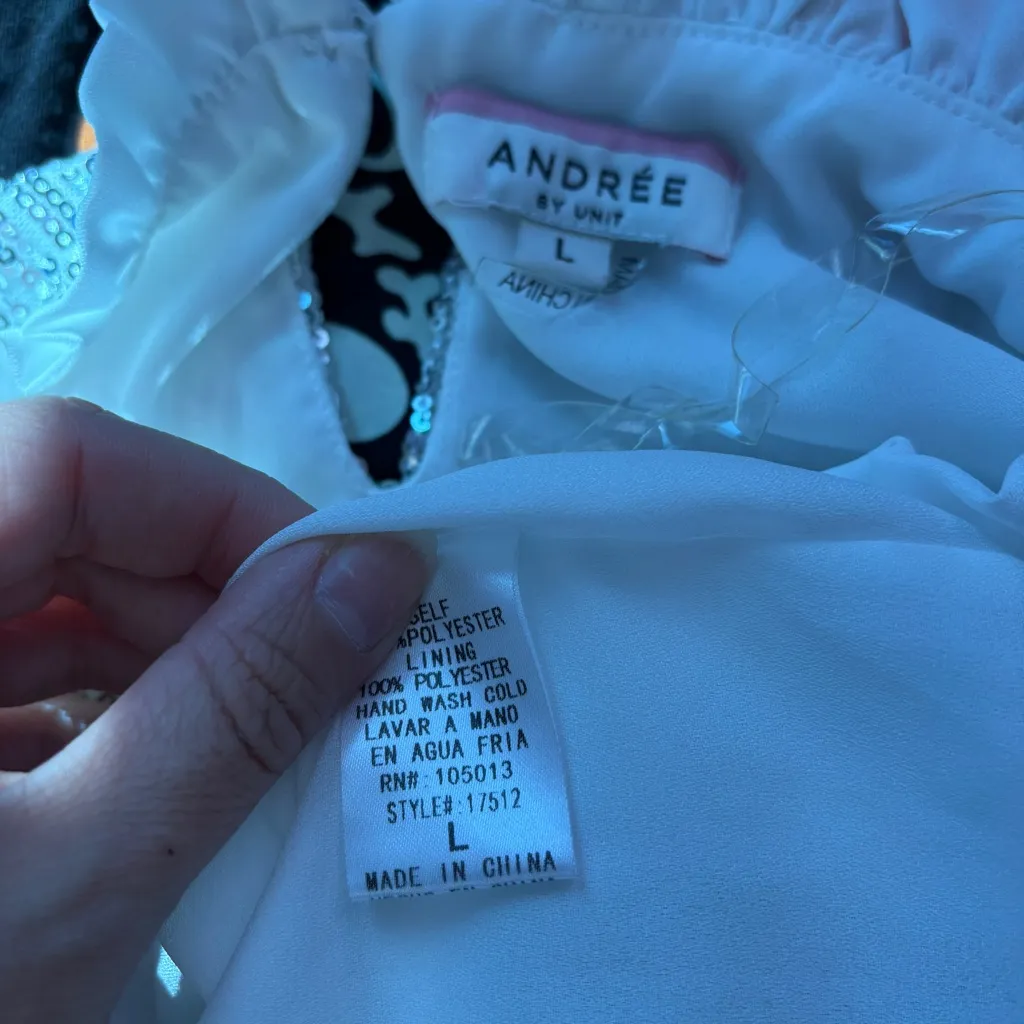 ANDRÉE
BY UNIT
L
CHINA
SELF
%POLYESTER
LINING
100% POLYESTER
HAND WASH COLD
LAVAR A MANO
EN AGUA FRIA
RN#:105013
STYLE#:17512
L
MADE IN CHINA